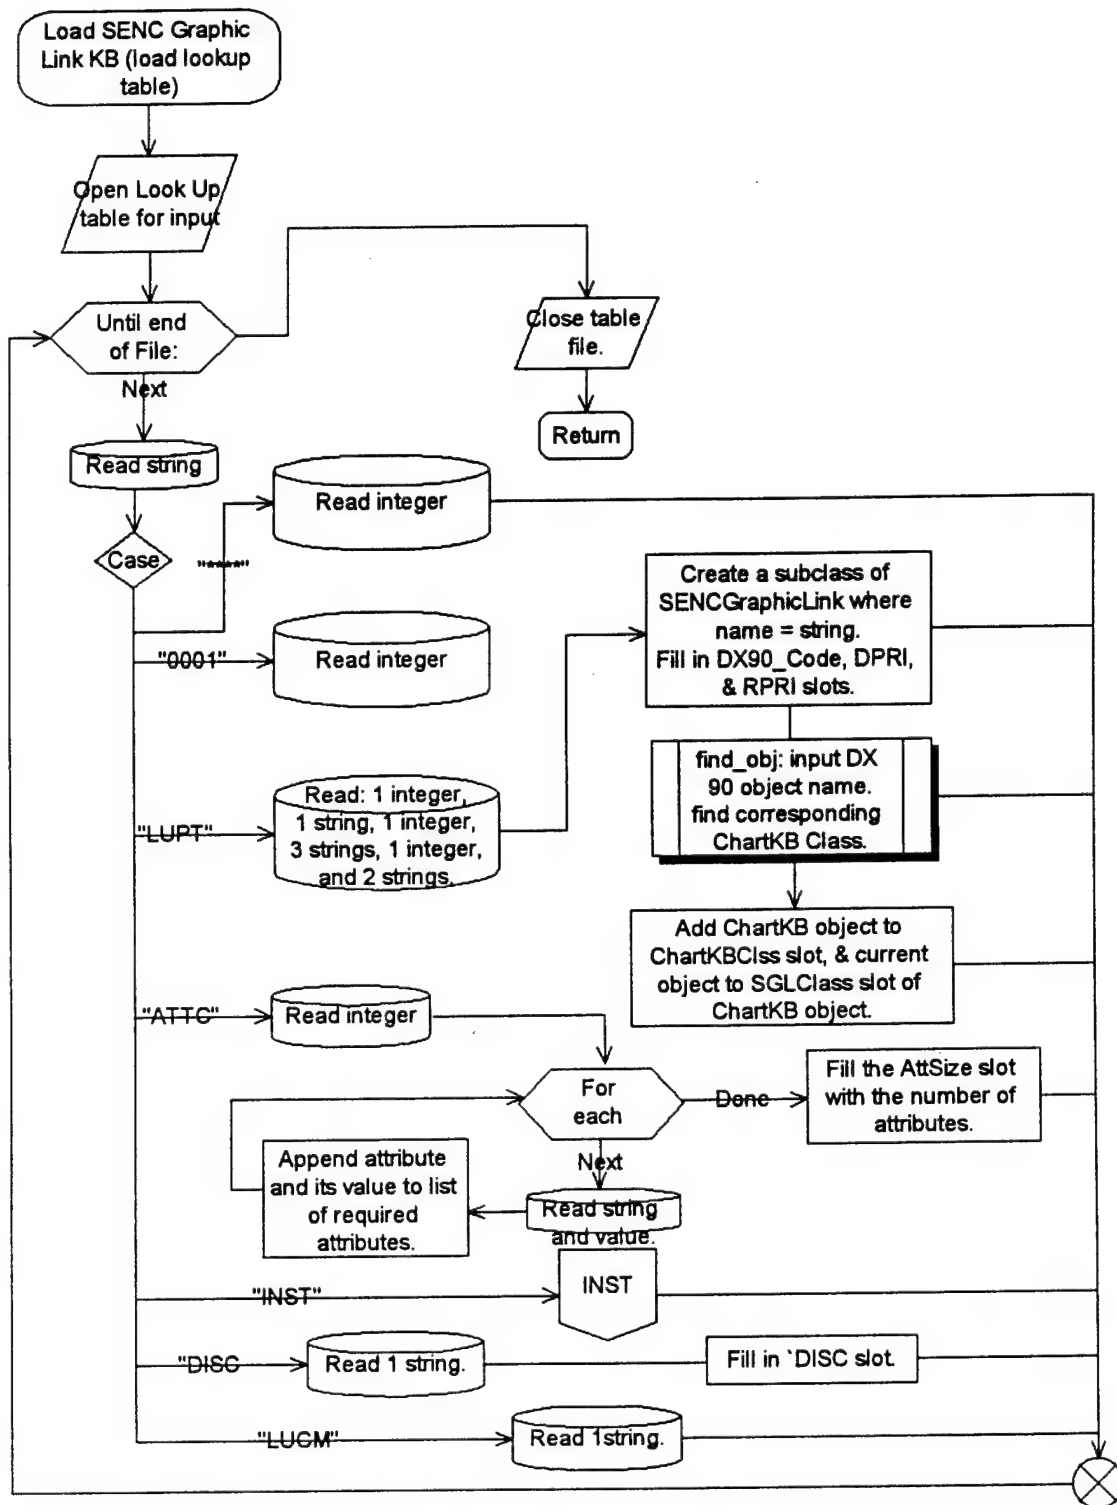 Load SENC Graphic
Link KB (load lookup
table)
Open Look Up
table for input
Until end
of File:
Next
Close table
file.
Return
Read string
Case
"****"
Read integer
"0001"
Read integer
Create a subclass of
SENCGraphicLink where
name = string.
Fill in DX90_Code, DPRI,
& RPRI slots.
find_obj: input DX
90 object name.
find corresponding
ChartKB Class.
"LUPT"
Read: 1 integer,
1 string, 1 integer,
3 strings, 1 integer,
and 2 strings.
Add ChartKB object to
ChartKBClss slot, & current
object to SGLClass slot of
ChartKB object.
"ATTC"
Read integer
For
each
Done
Fill the AttSize slot
with the number of
attributes.
Next
Read string
and value.
Append attribute
and its value to list
of required
attributes.
"INST"
INST
"DISC
Read 1 string.
Fill in `DISC slot.
"LUCM"
Read 1string.